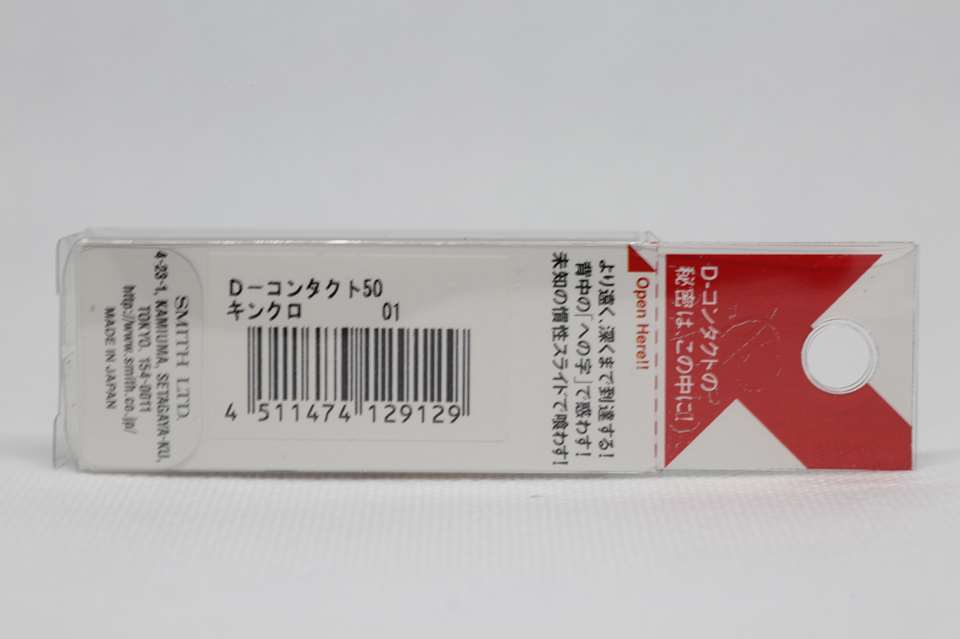 SMITH LTD.
4-23-1, KAMIUMA, SETAGAYA-KU,
TOKYO, 154-0011
http://www.smith.co.jp/
MADE IN JAPAN
D-コンタクト50
キンクロ 01
4 511474 129129
より遠く、深くまで到達する!
背中の「への字」で惑わす!
未知の慣性スライドで喰わす!
Open Here!!
D-コンタクトの
秘密は、この中に!